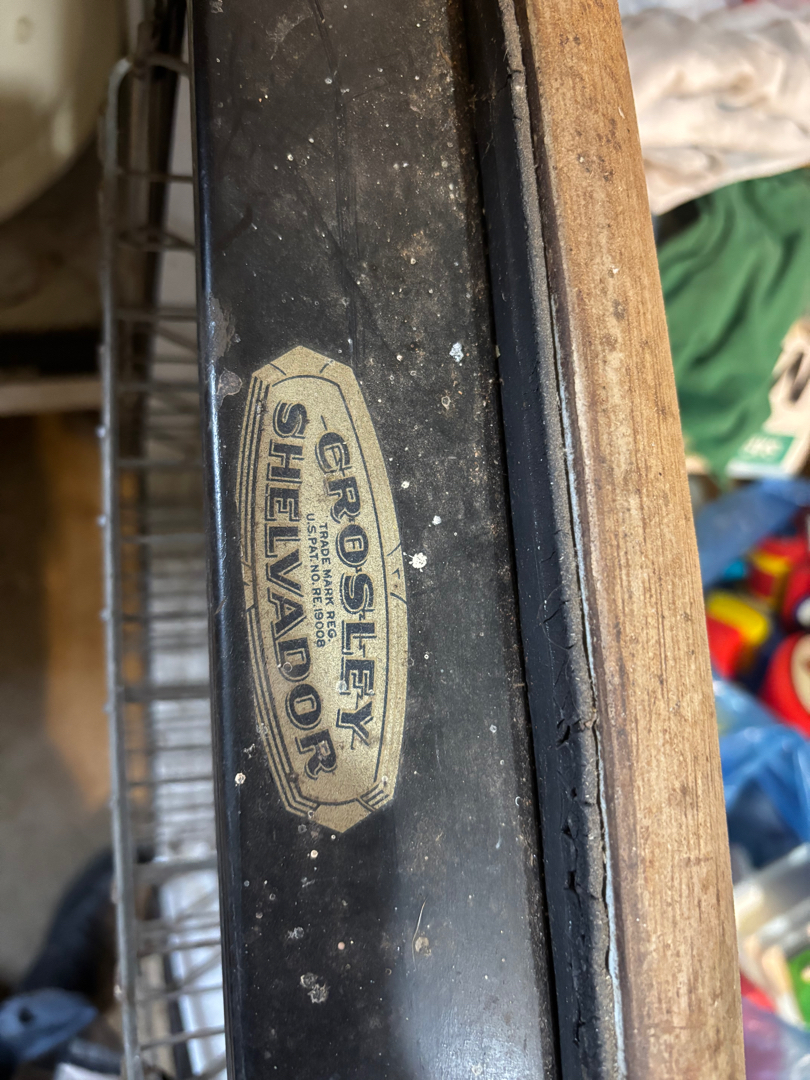 CROSLEY
TRADE MARK REG.
U.S.PAT.NO.RE.19008
SHELVADOR